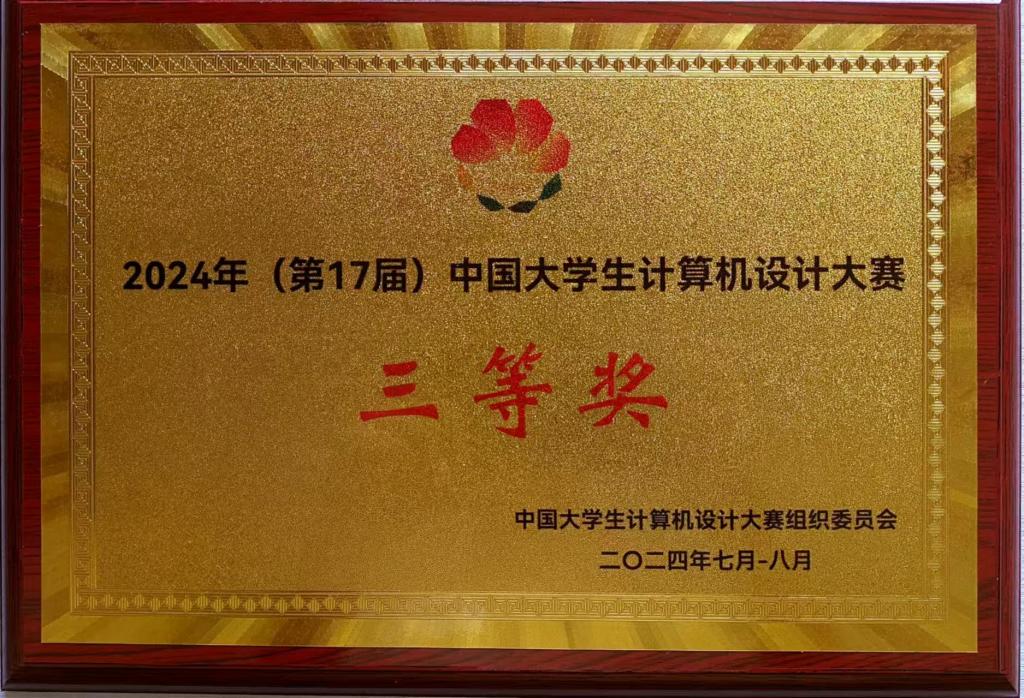 2024年（第17届）中国大学生计算机设计大赛
三等奖
中国大学生计算机设计大赛组织委员会
二〇二四年七月-八月